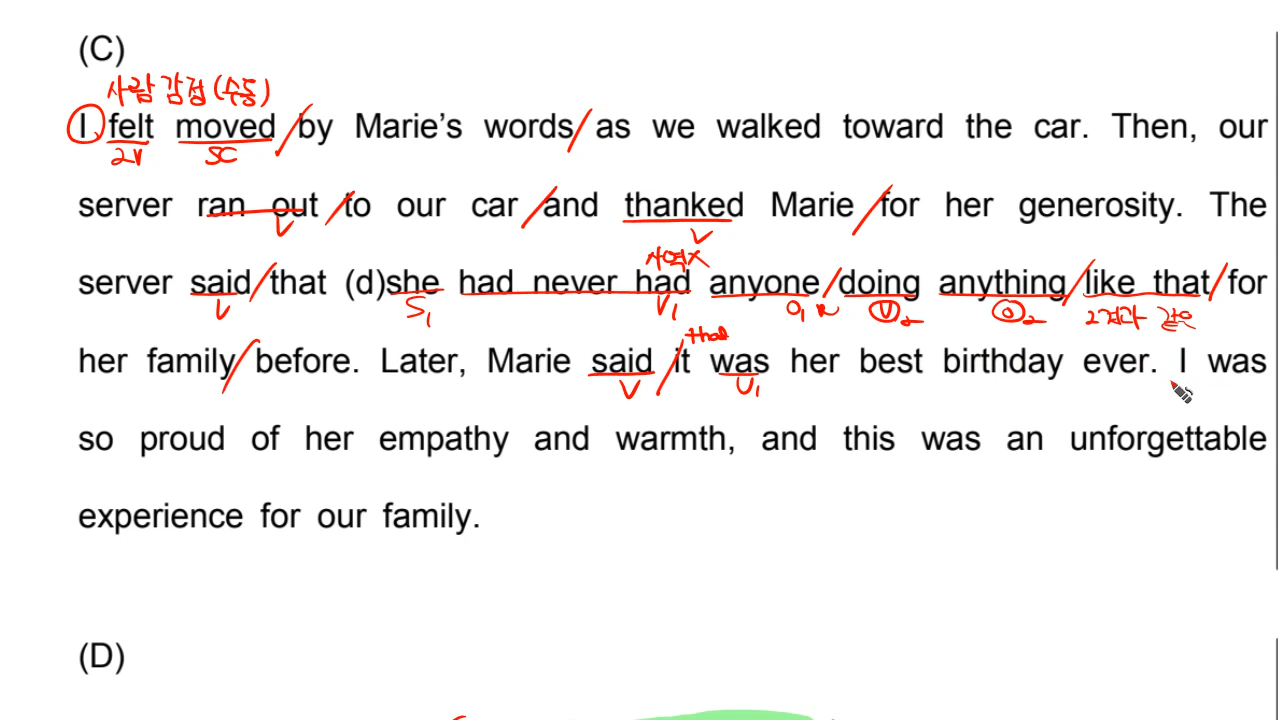 (C)
사람 감정 (수동)
I felt moved / by Marie's words / as we walked toward the car. Then, our
2V SC
server ran out / to our car / and thanked Marie / for her generosity. The
V V
사역X
server said / that (d)she had never had anyone / doing anything / like that / for
V S₁ V₁ O₁ V₂ O₂ 그것과 같은
that
her family / before. Later, Marie said / it was her best birthday ever. I was
V V₁
so proud of her empathy and warmth, and this was an unforgettable
experience for our family.
(D)